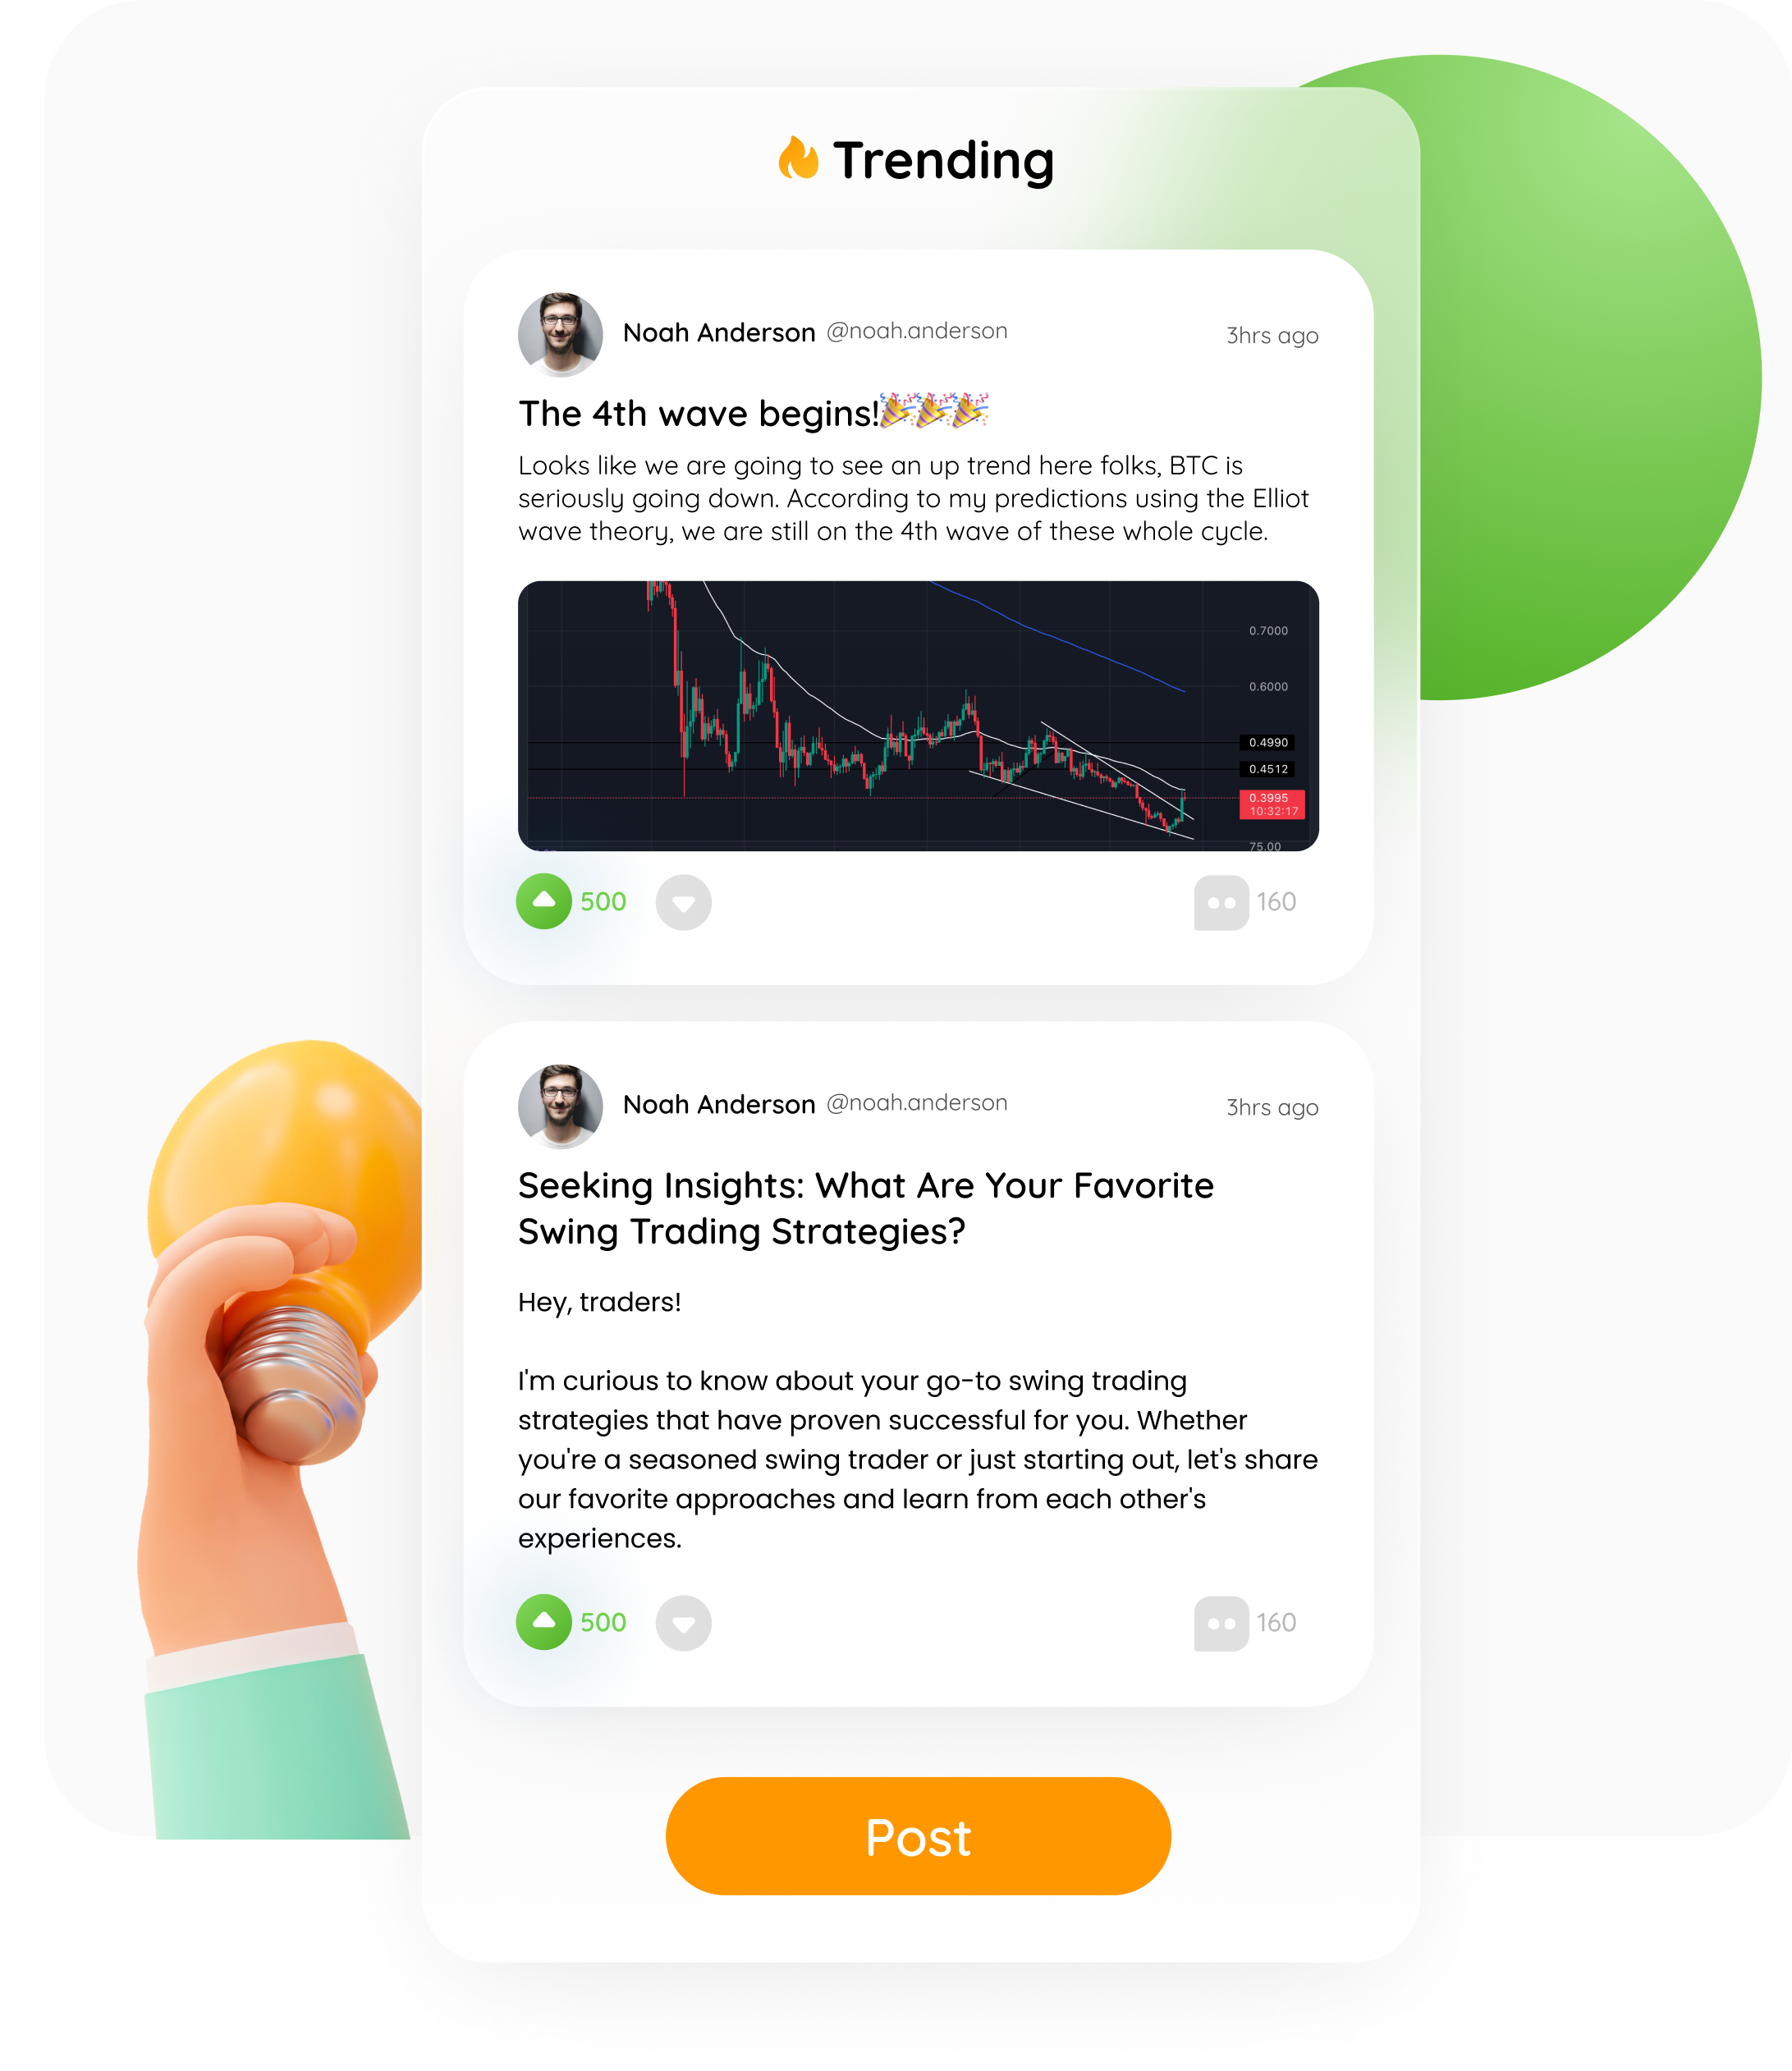 Trending
Noah Anderson @noah.anderson 3hrs ago
The 4th wave begins!🎉🎉🎉
Looks like we are going to see an up trend here folks, BTC is
seriously going down. According to my predictions using the Elliot
wave theory, we are still on the 4th wave of these whole cycle.
0.7000
0.6000
0.4990
0.4512
0.3995
10:32:17
75.00
500 160
Noah Anderson @noah.anderson 3hrs ago
Seeking Insights: What Are Your Favorite
Swing Trading Strategies?
Hey, traders!
I'm curious to know about your go-to swing trading
strategies that have proven successful for you. Whether
you're a seasoned swing trader or just starting out, let's share
our favorite approaches and learn from each other's
experiences.
500 160
Post